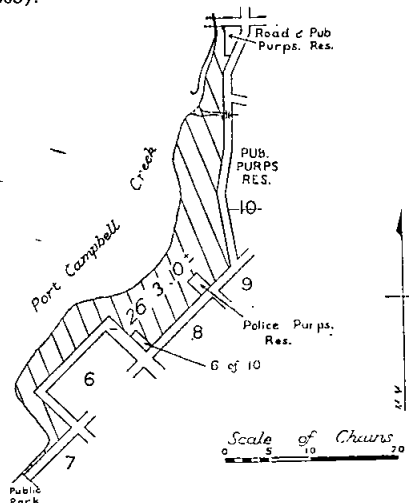 Road & Pub
Purps. Res.
PUB.
PURPS
RES.
10
Port Campbell Creek
26 3 10±
9
8
Police Purps.
Res.
6 of 10
6
7
Public
Park
Scale of Chains
0 5 10 20